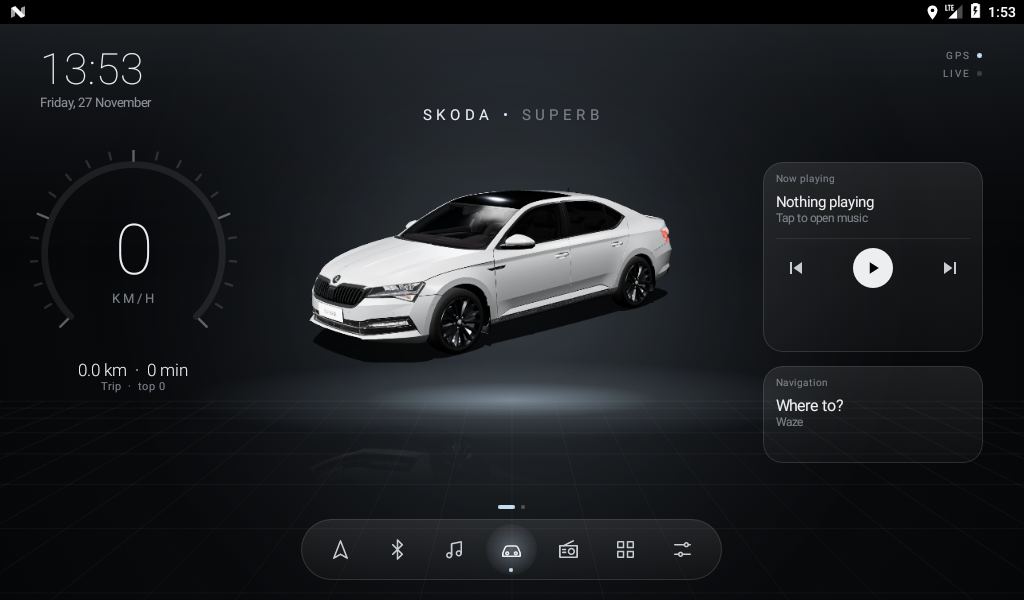 1:53
13:53
Friday, 27 November
GPS
LIVE
SKODA • SUPERB
0
KM/H
0.0 km · 0 min
Trip · top 0
Now playing
Nothing playing
Tap to open music
Navigation
Where to?
Waze
LTE